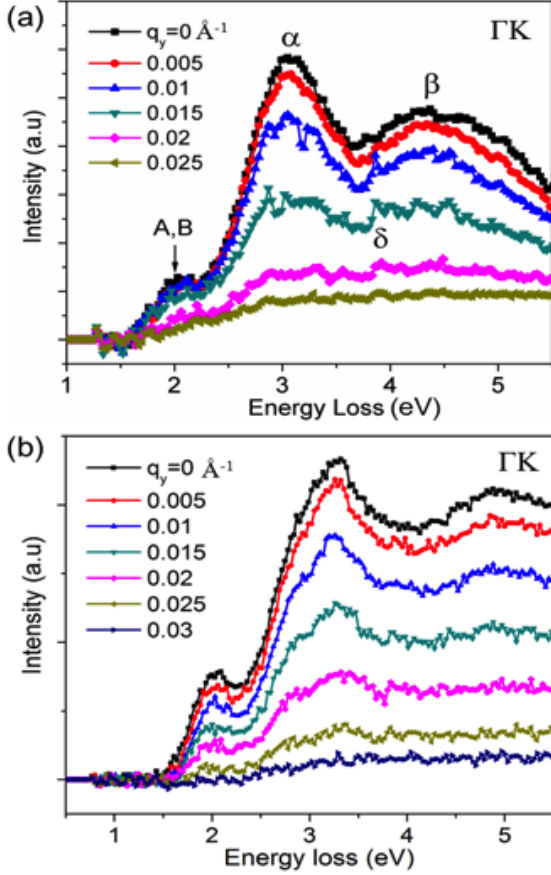 (a)
q_y=0 Å⁻¹
0.005
0.01
0.015
0.02
0.025
α
β
ΓK
A,B
δ
Intensity (a.u)
1 2 3 4 5
Energy Loss (eV)
(b)
q_y=0 Å⁻¹
0.005
0.01
0.015
0.02
0.025
0.03
ΓK
Intensity (a.u)
1 2 3 4 5
Energy loss (eV)